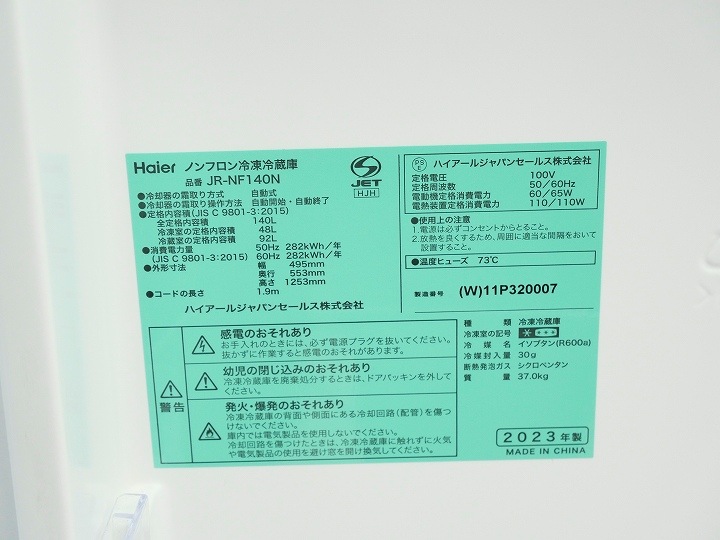 Haier ノンフロン冷凍冷蔵庫
品番 JR-NF140N
S
JET
HJH
●冷却器の霜取り方式 自動式
●冷却器の霜取り操作方法 自動開始・自動終了
●定格内容積(JIS C 9801-3:2015)
全定格内容積 140L
冷凍室の定格内容積 48L
冷蔵室の定格内容積 92L
●消費電力量 50Hz 282kWh/年
(JIS C 9801-3:2015) 60Hz 282kWh/年
●外形寸法 幅 495mm
奥行 553mm
高さ 1253mm
●コードの長さ 1.9m
ハイアールジャパンセールス株式会社
PS
E
ハイアールジャパンセールス株式会社
定格電圧 100V
定格周波数 50/60Hz
電動機定格消費電力 60/65W
電熱装置定格消費電力 110/110W
●使用上の注意
1.電源は必ずコンセントからとること。
2.放熱を良くするため、周囲に適当な間隔をおいて
設置すること。
●温度ヒューズ 73℃
製造番号 (W)11P320007
警告
感電のおそれあり
お手入れのときには、必ず電源プラグを抜いてください。
抜かずに作業すると感電のおそれがあります。
幼児の閉じ込みのおそれあり
冷凍冷蔵庫を廃棄処分するときは、ドアパッキンを外して
ください。
発火・爆発のおそれあり
冷凍冷蔵庫の背面や側面にある冷却回路(配管)を傷つ
けないでください。
庫内では電気製品を使用しないでください。
冷却回路を傷つけたときは、冷凍冷蔵庫に触れずに火気
や電気製品の使用を避け窓を開け換気してください。
種類 冷凍冷蔵庫
冷凍室の記号
冷媒 イソブタン(R600a)
冷媒封入量 30g
断熱発泡ガス シクロペンタン
質量 37.0kg
2023年製
MADE IN CHINA